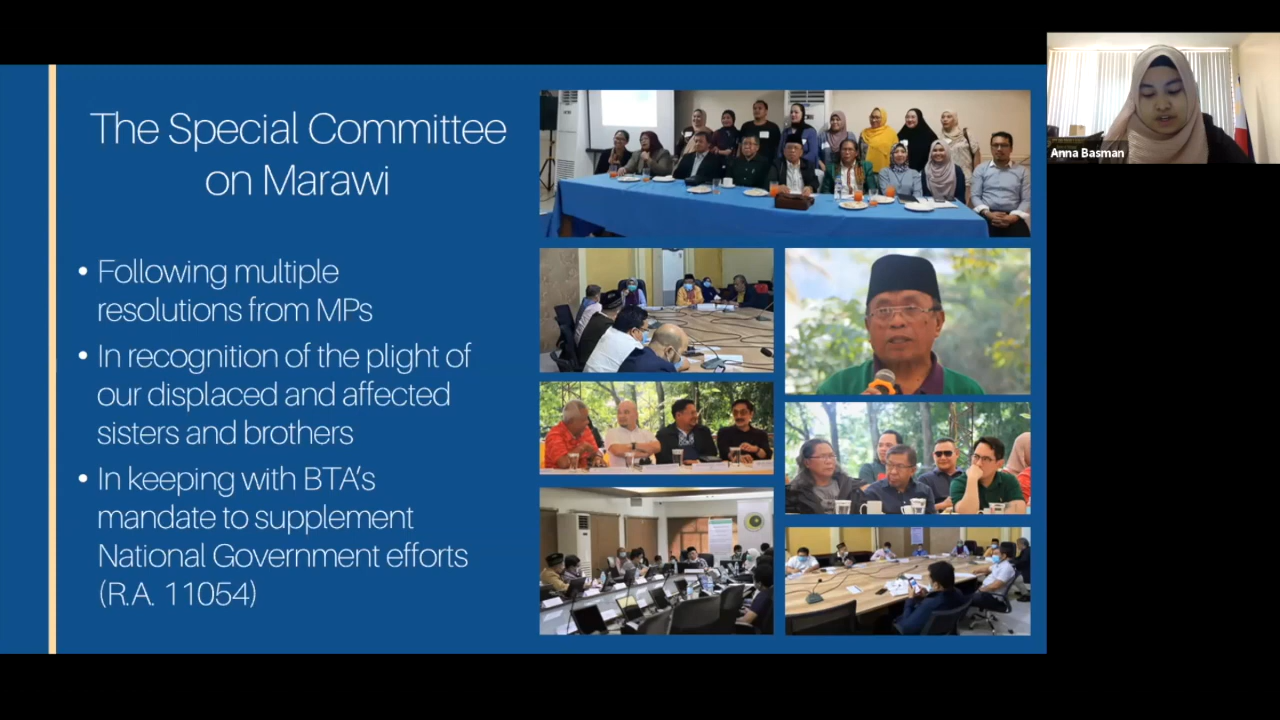 The Special Committee
on Marawi
• Following multiple
resolutions from MPs
• In recognition of the plight of
our displaced and affected
sisters and brothers
• In keeping with BTA's
mandate to supplement
National Government efforts
(R.A. 11054)
Anna Basman